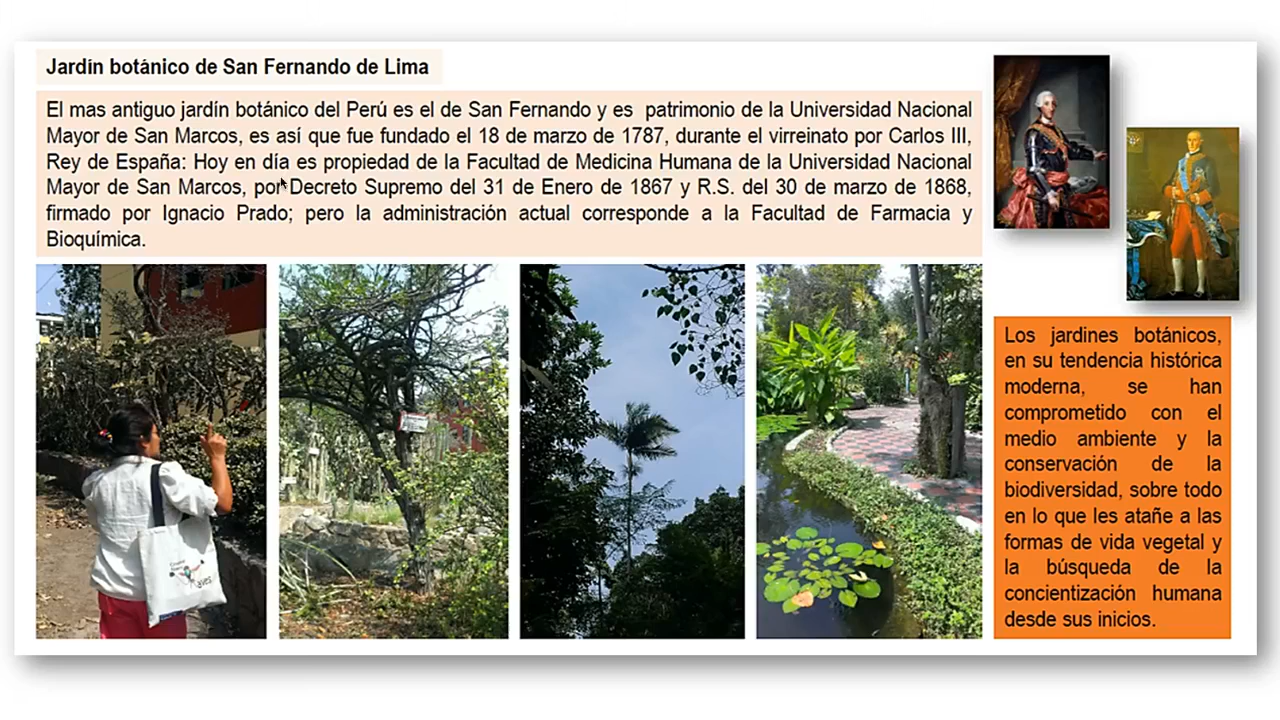 Jardín botánico de San Fernando de Lima
El mas antiguo jardín botánico del Perú es el de San Fernando y es patrimonio de la Universidad Nacional
Mayor de San Marcos, es así que fue fundado el 18 de marzo de 1787, durante el virreinato por Carlos III,
Rey de España: Hoy en día es propiedad de la Facultad de Medicina Humana de la Universidad Nacional
Mayor de San Marcos, por Decreto Supremo del 31 de Enero de 1867 y R.S. del 30 de marzo de 1868,
firmado por Ignacio Prado; pero la administración actual corresponde a la Facultad de Farmacia y
Bioquímica.
Los jardines botánicos,
en su tendencia histórica
moderna, se han
comprometido con el
medio ambiente y la
conservación de la
biodiversidad, sobre todo
en lo que les atañe a las
formas de vida vegetal y
la búsqueda de la
concientización humana
desde sus inicios.